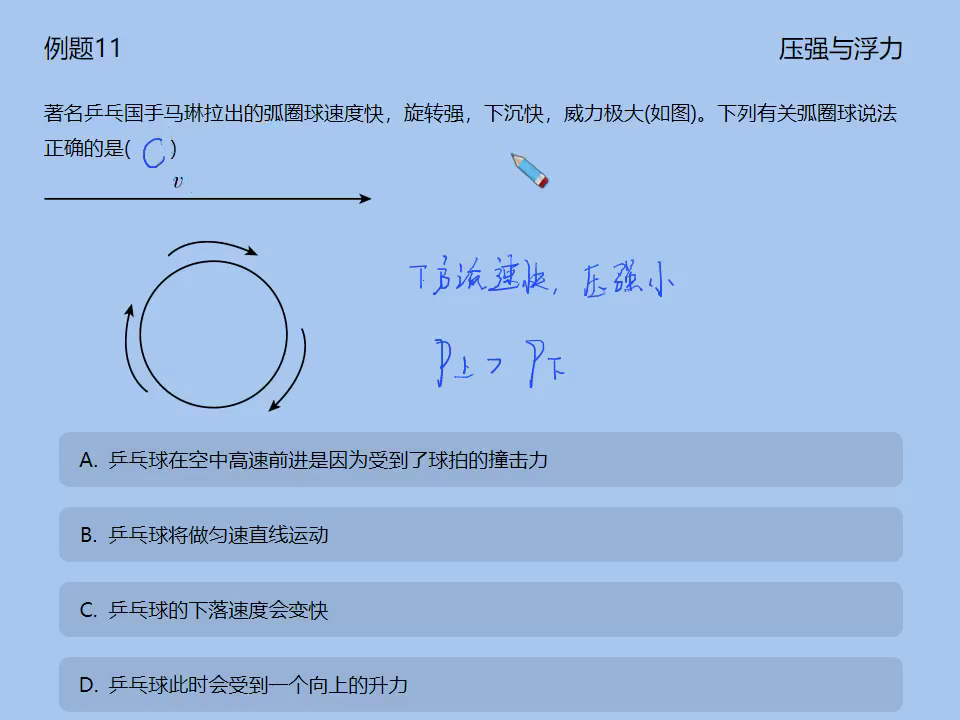 例题11
压强与浮力
著名乒乓国手马琳拉出的弧圈球速度快，旋转强，下沉快，威力极大(如图)。下列有关弧圈球说法
正确的是( C )
v
下方流速快，压强小
P上 > P下
A. 乒乓球在空中高速前进是因为受到了球拍的撞击力
B. 乒乓球将做匀速直线运动
C. 乒乓球的下落速度会变快
D. 乒乓球此时会受到一个向上的升力